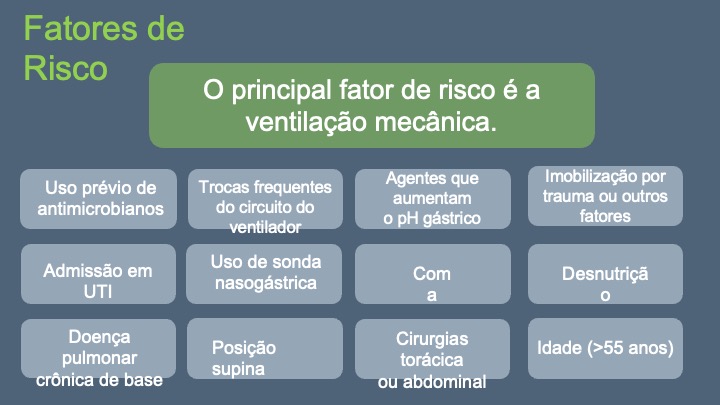 Fatores de
Risco
O principal fator de risco é a
ventilação mecânica.
Uso prévio de
antimicrobianos
Trocas frequentes
do circuito do
ventilador
Agentes que
aumentam
o pH gástrico
Imobilização por
trauma ou outros
fatores
Admissão em
UTI
Uso de sonda
nasogástrica
Com
a
Desnutriçã
o
Doença
pulmonar
crônica de base
Posição
supina
Cirurgias
torácica
ou abdominal
Idade (>55 anos)